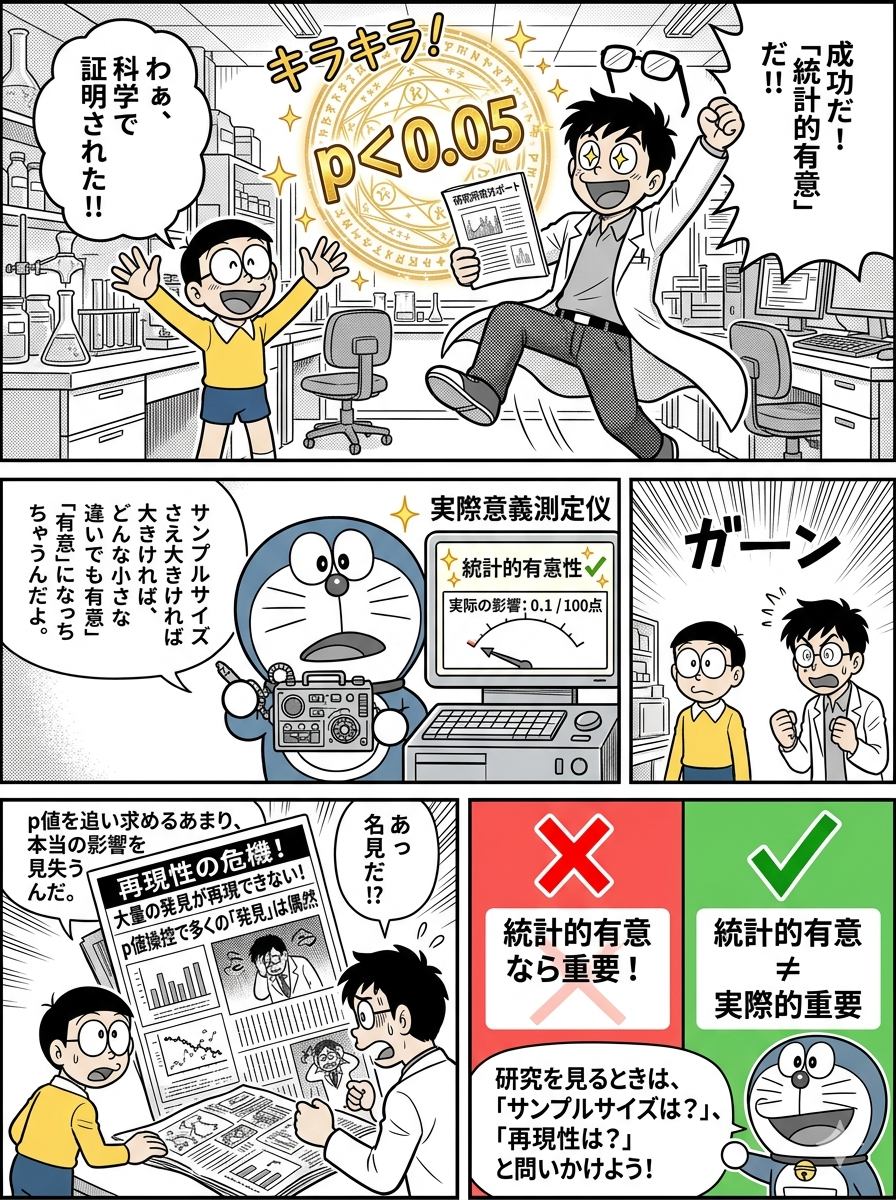 成功だ！
「統計的有意」
だ!!
キラキラ！
p<0.05
わぁ、
科学で
証明された!!
サンプルサイズ
さえ大きければ
大きければ、
どんな小さな
違いでも有意」
「有意」になっち
ちゃうんだよ。
実際意義測定仪
統計的有意性✓
実際の影響：0.1 / 100点
ガーン
p値を追い求めるあまり、
本当の影響を
見失う
んだ。
再現性の危機！
大量の発見が再現できない！
p値操控で多くの「発見」は偶然
あっ
名見だ!?
統計的有意
なら重要！
統計的有意
≠
実際的重要
研究を見るときは、
「サンプルサイズは？」、
「再現性は？」
と問いかけよう！